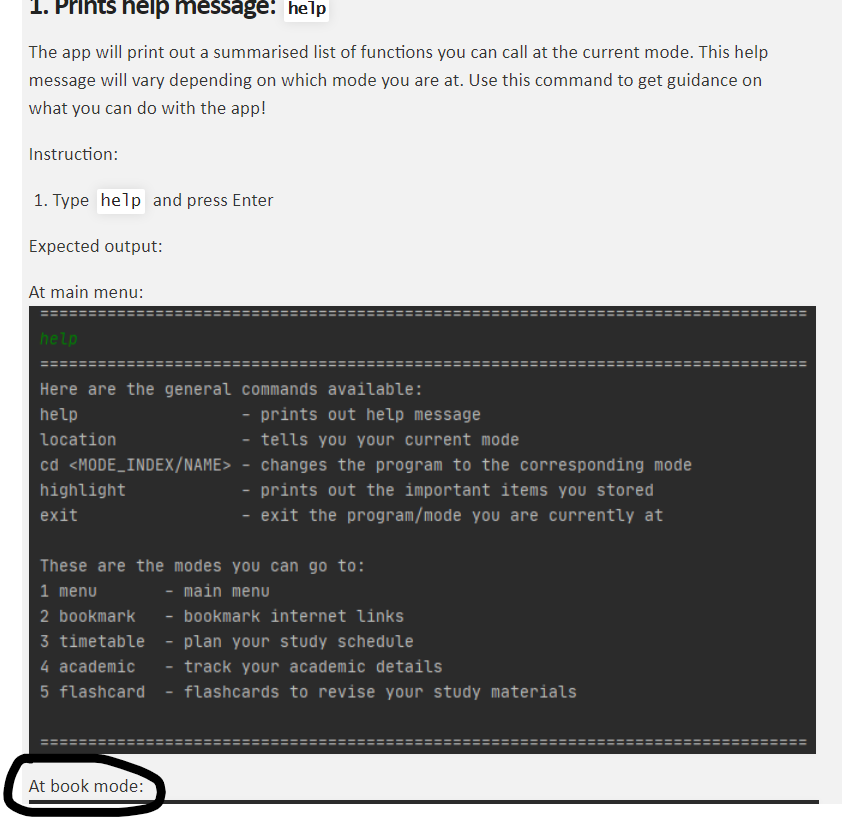 1. Prints help message: help
The app will print out a summarised list of functions you can call at the current mode. This help
message will vary depending on which mode you are at. Use this command to get guidance on
what you can do with the app!
Instruction:
1. Type help and press Enter
Expected output:
At main menu:
================================================================================
help
================================================================================
Here are the general commands available:
help                 - prints out help message
location             - tells you your current mode
cd <MODE_INDEX/NAME> - changes the program to the corresponding mode
highlight            - prints out the important items you stored
exit                 - exit the program/mode you are currently at
These are the modes you can go to:
1 menu       - main menu
2 bookmark   - bookmark internet links
3 timetable  - plan your study schedule
4 academic   - track your academic details
5 flashcard  - flashcards to revise your study materials
================================================================================
At book mode: